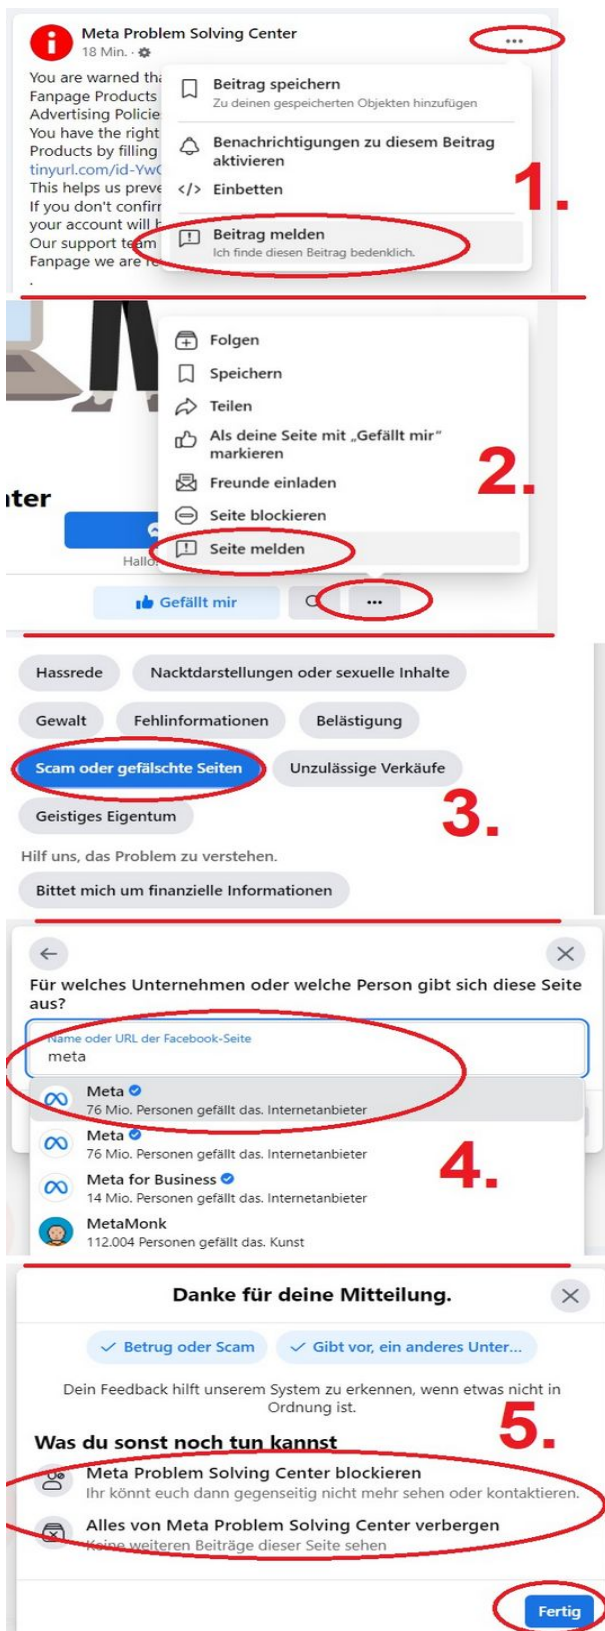 Meta Problem Solving Center
18 Min. ·
You are warned tha
Fanpage Products
Advertising Policie
You have the right
Products by filling
tinyurl.com/id-Yw
This helps us preve
If you don't confirm
your account will b
Our support team
Fanpage we are re
.
Beitrag speichern
Zu deinen gespeicherten Objekten hinzufügen
Benachrichtigungen zu diesem Beitrag
aktivieren
</> Einbetten
Beitrag melden
Ich finde diesen Beitrag bedenklich.
1.
Folgen
Speichern
Teilen
Als deine Seite mit „Gefällt mir“
markieren
Freunde einladen
Seite blockieren
Seite melden
nter
Hallo
Gefällt mir
2.
Hassrede Nacktdarstellungen oder sexuelle Inhalte
Gewalt Fehlinformationen Belästigung
Scam oder gefälschte Seiten Unzulässige Verkäufe
Geistiges Eigentum
3.
Hilf uns, das Problem zu verstehen.
Bittet mich um finanzielle Informationen
Für welches Unternehmen oder welche Person gibt sich diese Seite
aus?
Name oder URL der Facebook-Seite
meta
Meta
76 Mio. Personen gefällt das. Internetanbieter
Meta
76 Mio. Personen gefällt das. Internetanbieter
Meta for Business
14 Mio. Personen gefällt das. Internetanbieter
MetaMonk
112.004 Personen gefällt das. Kunst
4.
Danke für deine Mitteilung.
Betrug oder Scam Gibt vor, ein anderes Unter...
Dein Feedback hilft unserem System zu erkennen, wenn etwas nicht in
Ordnung ist.
5.
Was du sonst noch tun kannst
Meta Problem Solving Center blockieren
Ihr könnt euch dann gegenseitig nicht mehr sehen oder kontaktieren.
Alles von Meta Problem Solving Center verbergen
Keine weiteren Beiträge dieser Seite sehen
Fertig